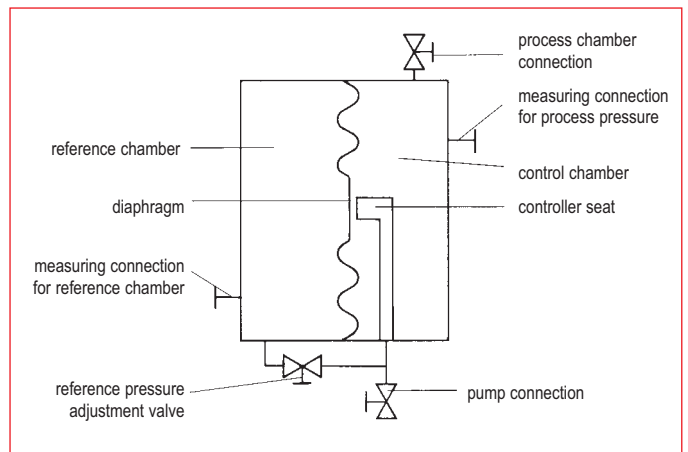 process chamber
connection
measuring connection
for process pressure
reference chamber
control chamber
diaphragm
controller seat
measuring connection
for reference chamber
reference pressure
adjustment valve
pump connection